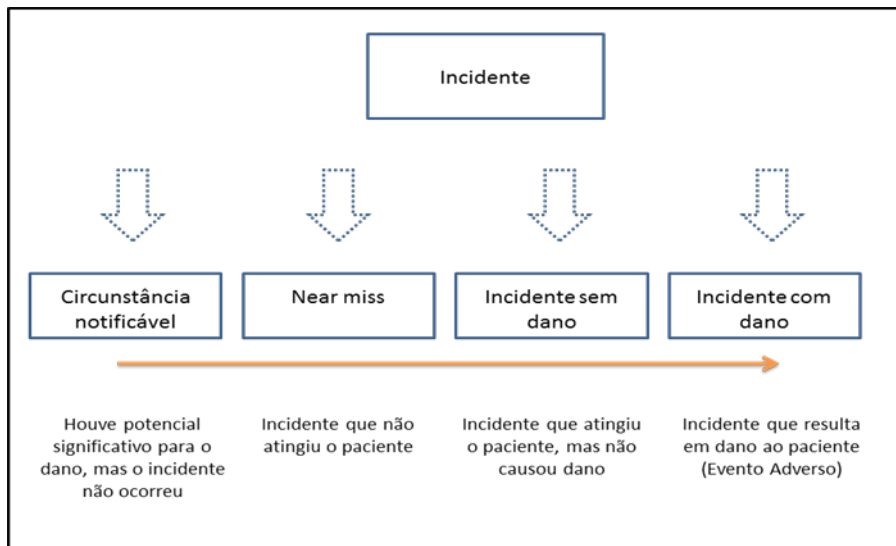 Incidente
Circunstância
notificável
Near miss
Incidente sem
dano
Incidente com
dano
Houve potencial
significativo para o
dano, mas o incidente
não ocorreu
Incidente que não
atingiu o paciente
Incidente que atingiu
o paciente, mas não
causou dano
Incidente que resulta
em dano ao paciente
(Evento Adverso)